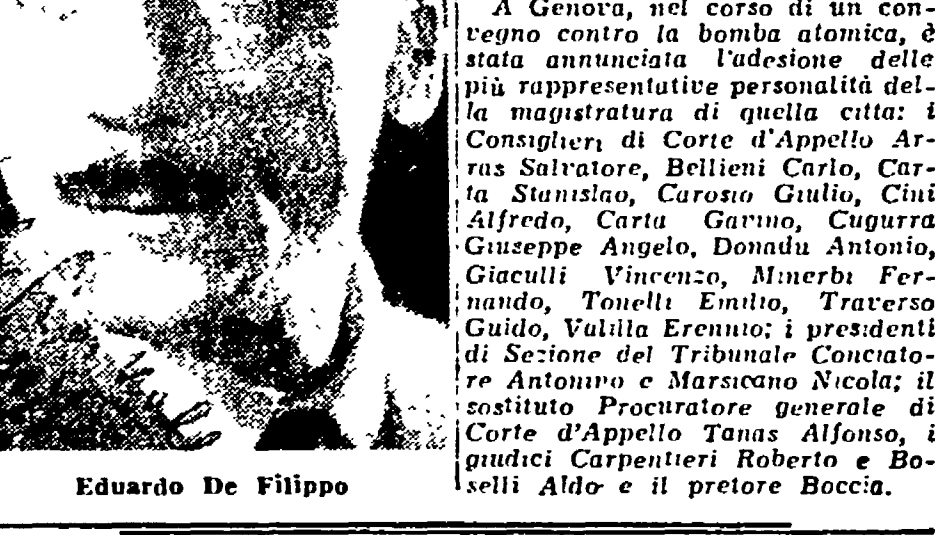 Eduardo De Filippo
A Genova, nel corso di un con-
vegno contro la bomba atomica, è
stata annunciata l'adesione delle
più rappresentative personalità del-
la magistratura di quella citta: i
Consiglieri di Corte d'Appello Ar-
ras Salvatore, Bellieni Carlo, Car-
ta Stanislao, Carosio Giulio, Cini
Alfredo, Carta Garino, Cugurra
Giuseppe Angelo, Donadu Antonio,
Giaculli Vincenzo, Minerbi Fer-
nando, Tonelli Emilio, Traverso
Guido, Valilla Erennio; i presidenti
di Sezione del Tribunale Conciato-
re Antonino e Marsicano Nicola; il
sostituto Procuratore generale di
Corte d'Appello Tanas Alfonso, i
giudici Carpentieri Roberto e Bo-
selli Aldo e il pretore Boccia.